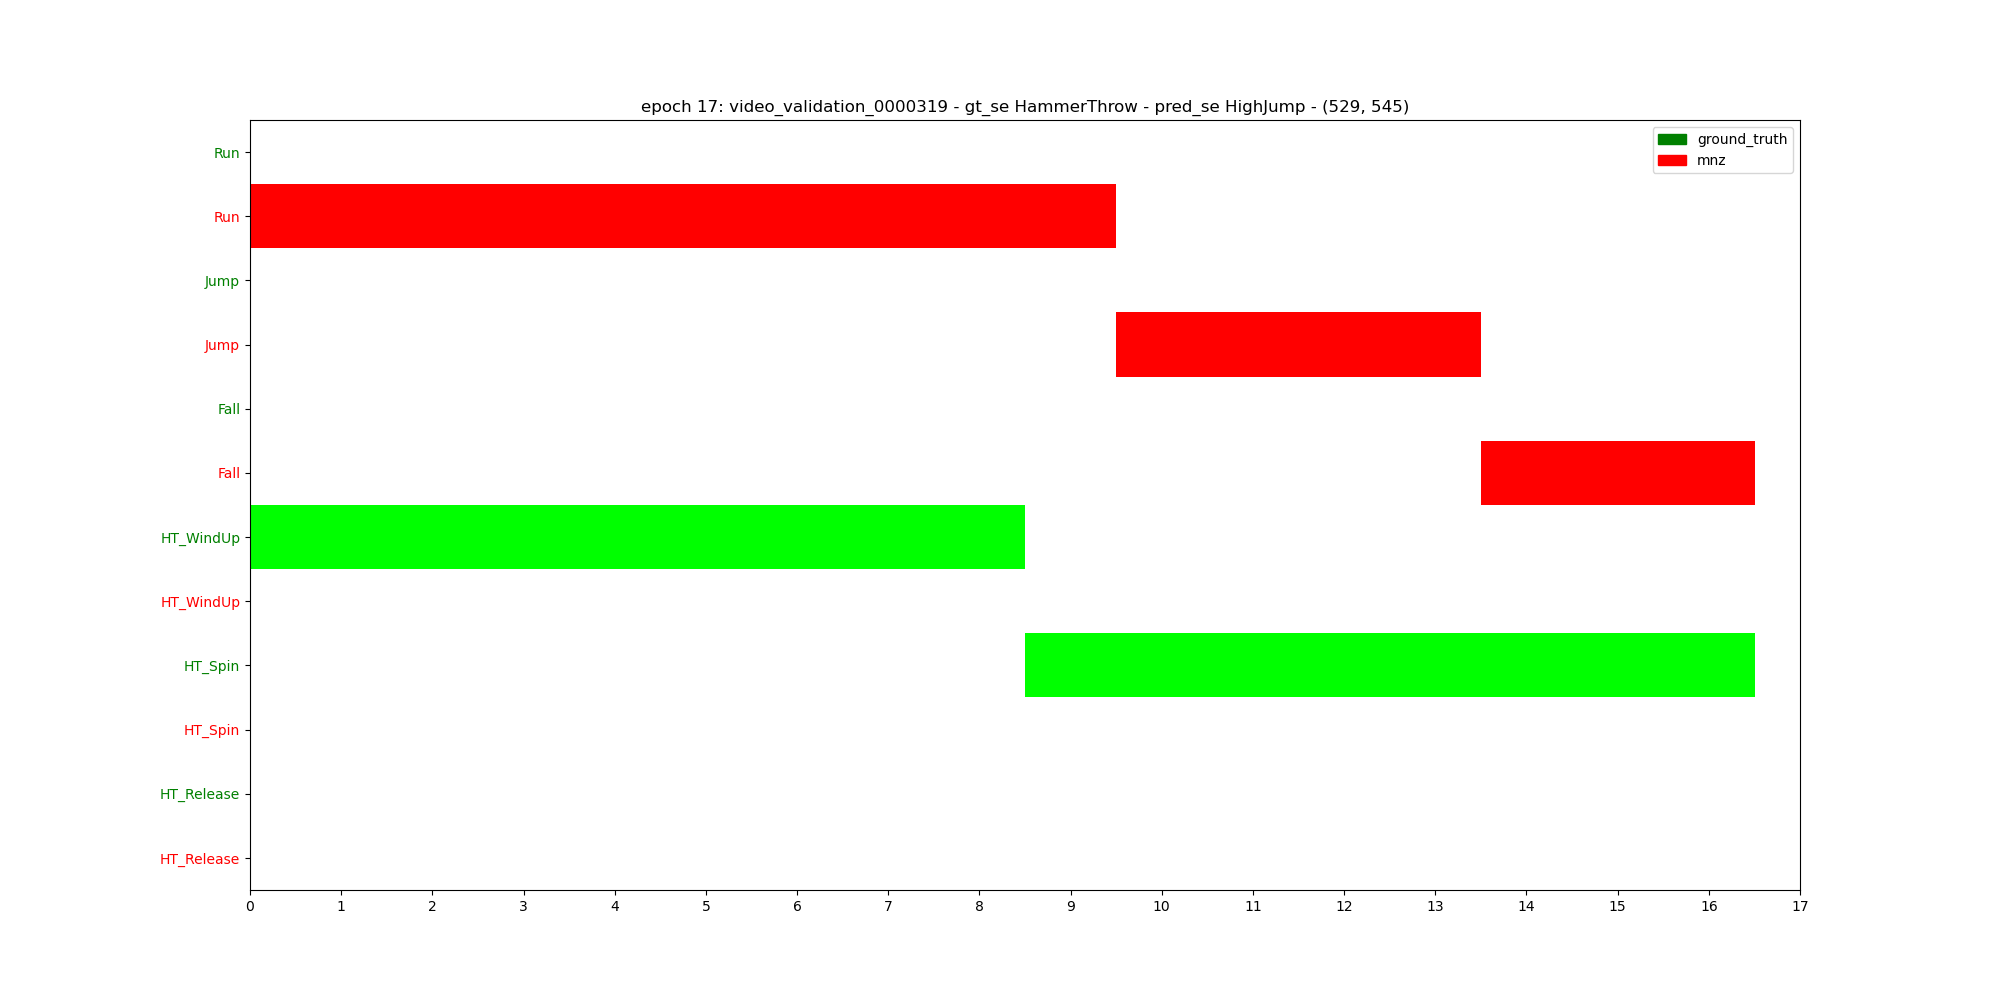 epoch 17: video_validation_0000319 - gt_se HammerThrow - pred_se HighJump - (529, 545)
ground_truth
mnz
Run
Run
Jump
Jump
Fall
Fall
HT_WindUp
HT_WindUp
HT_Spin
HT_Spin
HT_Release
HT_Release
0 1 2 3 4 5 6 7 8 9 10 11 12 13 14 15 16 17